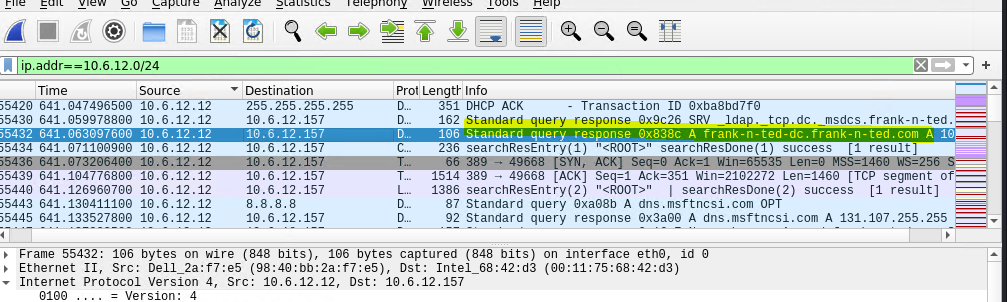 File Edit View Go Capture Analyze Statistics Telephony Wireless Tools Help
ip.addr==10.6.12.0/24
Time Source Destination Prot Length Info
55420 641.047496500 10.6.12.12 255.255.255.255 D… 351 DHCP ACK - Transaction ID 0xba8bd7f0
55430 641.059978800 10.6.12.12 10.6.12.157 D… 162 Standard query response 0x9c26 SRV _ldap._tcp.dc._msdcs.frank-n-ted.
55432 641.063097600 10.6.12.12 10.6.12.157 D… 106 Standard query response 0x838c A frank-n-ted-dc.frank-n-ted.com A 10
55434 641.071100900 10.6.12.12 10.6.12.157 C… 236 searchResEntry(1) "<ROOT>" searchResDone(1) success [1 result]
55436 641.073206400 10.6.12.12 10.6.12.157 T… 66 389 → 49668 [SYN, ACK] Seq=0 Ack=1 Win=65535 Len=0 MSS=1460 WS=256 S
55439 641.104776800 10.6.12.12 10.6.12.157 T… 1514 389 → 49668 [ACK] Seq=1 Ack=351 Win=2102272 Len=1460 [TCP segment of
55440 641.126960700 10.6.12.12 10.6.12.157 L… 1386 searchResEntry(2) "<ROOT>" | searchResDone(2) success [1 result]
55443 641.130411100 10.6.12.12 8.8.8.8 D… 87 Standard query 0xa08b A dns.msftncsi.com OPT
55445 641.133527800 10.6.12.12 10.6.12.157 D… 92 Standard query response 0x3a00 A dns.msftncsi.com A 131.107.255.255
Frame 55432: 106 bytes on wire (848 bits), 106 bytes captured (848 bits) on interface eth0, id 0
Ethernet II, Src: Dell_2a:f7:e5 (98:40:bb:2a:f7:e5), Dst: Intel_68:42:d3 (00:11:75:68:42:d3)
Internet Protocol Version 4, Src: 10.6.12.12, Dst: 10.6.12.157
0100 .... = Version: 4